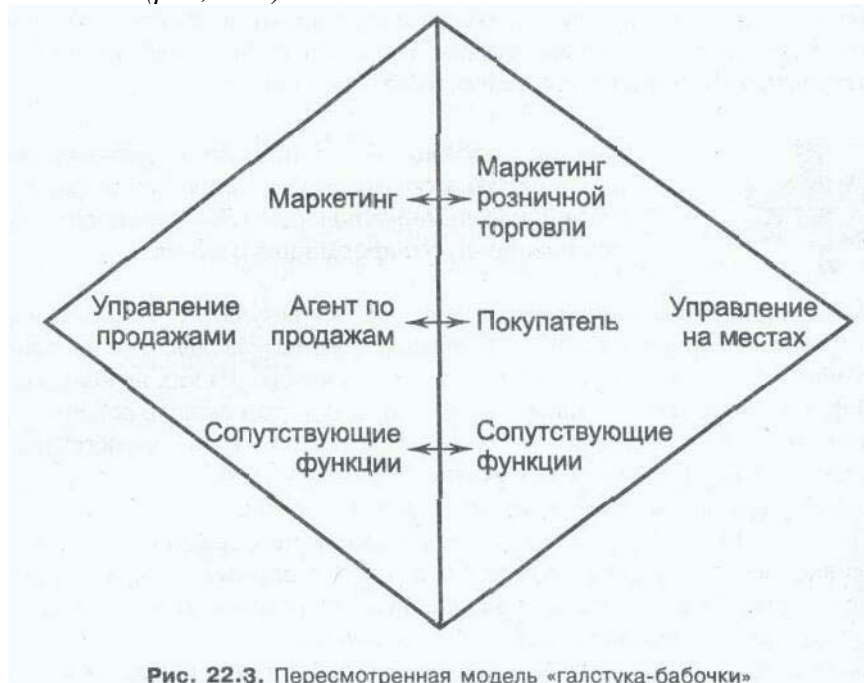 Маркетинг
Маркетинг
розничной
торговли
Управление
продажами
Агент по
продажам
Покупатель
Управление
на местах
Сопутствующие
функции
Сопутствующие
функции
Рис. 22.3. Пересмотренная модель «галстука-бабочки»